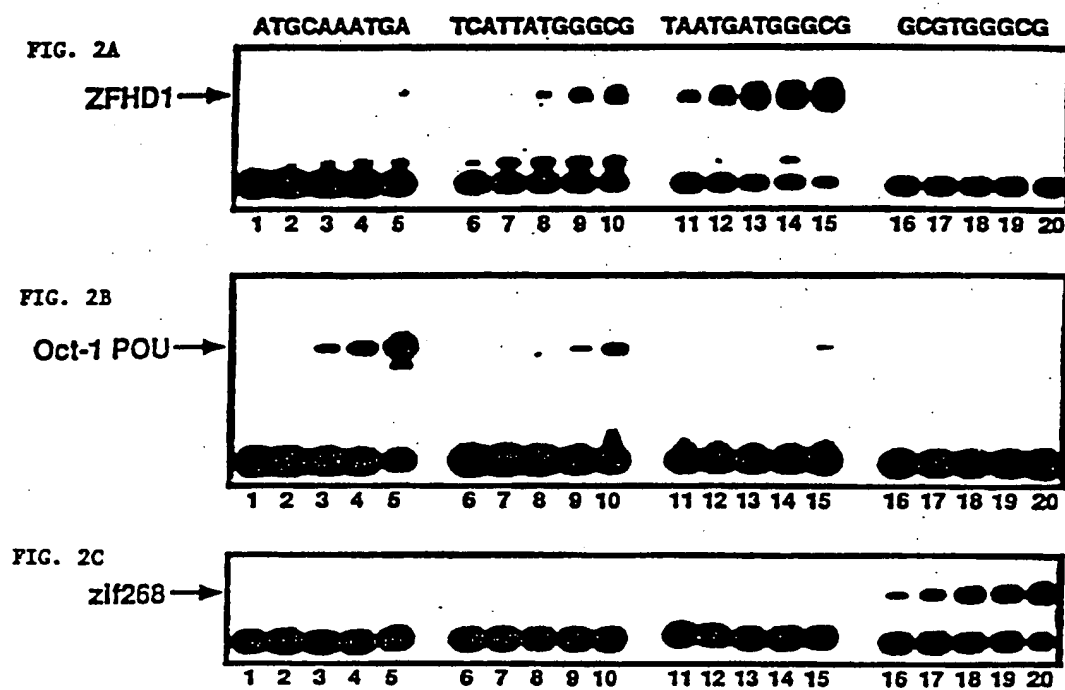 ATGCAAATGA TCATTATGGGCG TAATGATGGGCG GCGTGGGCG
FIG. 2A
ZFHD1
1 2 3 4 5 6 7 8 9 10 11 12 13 14 15 16 17 18 19 20
FIG. 2B
Oct-1 POU
1 2 3 4 5 6 7 8 9 10 11 12 13 14 15 16 17 18 19 20
FIG. 2C
zif268
1 2 3 4 5 6 7 8 9 10 11 12 13 14 15 16 17 18 19 20